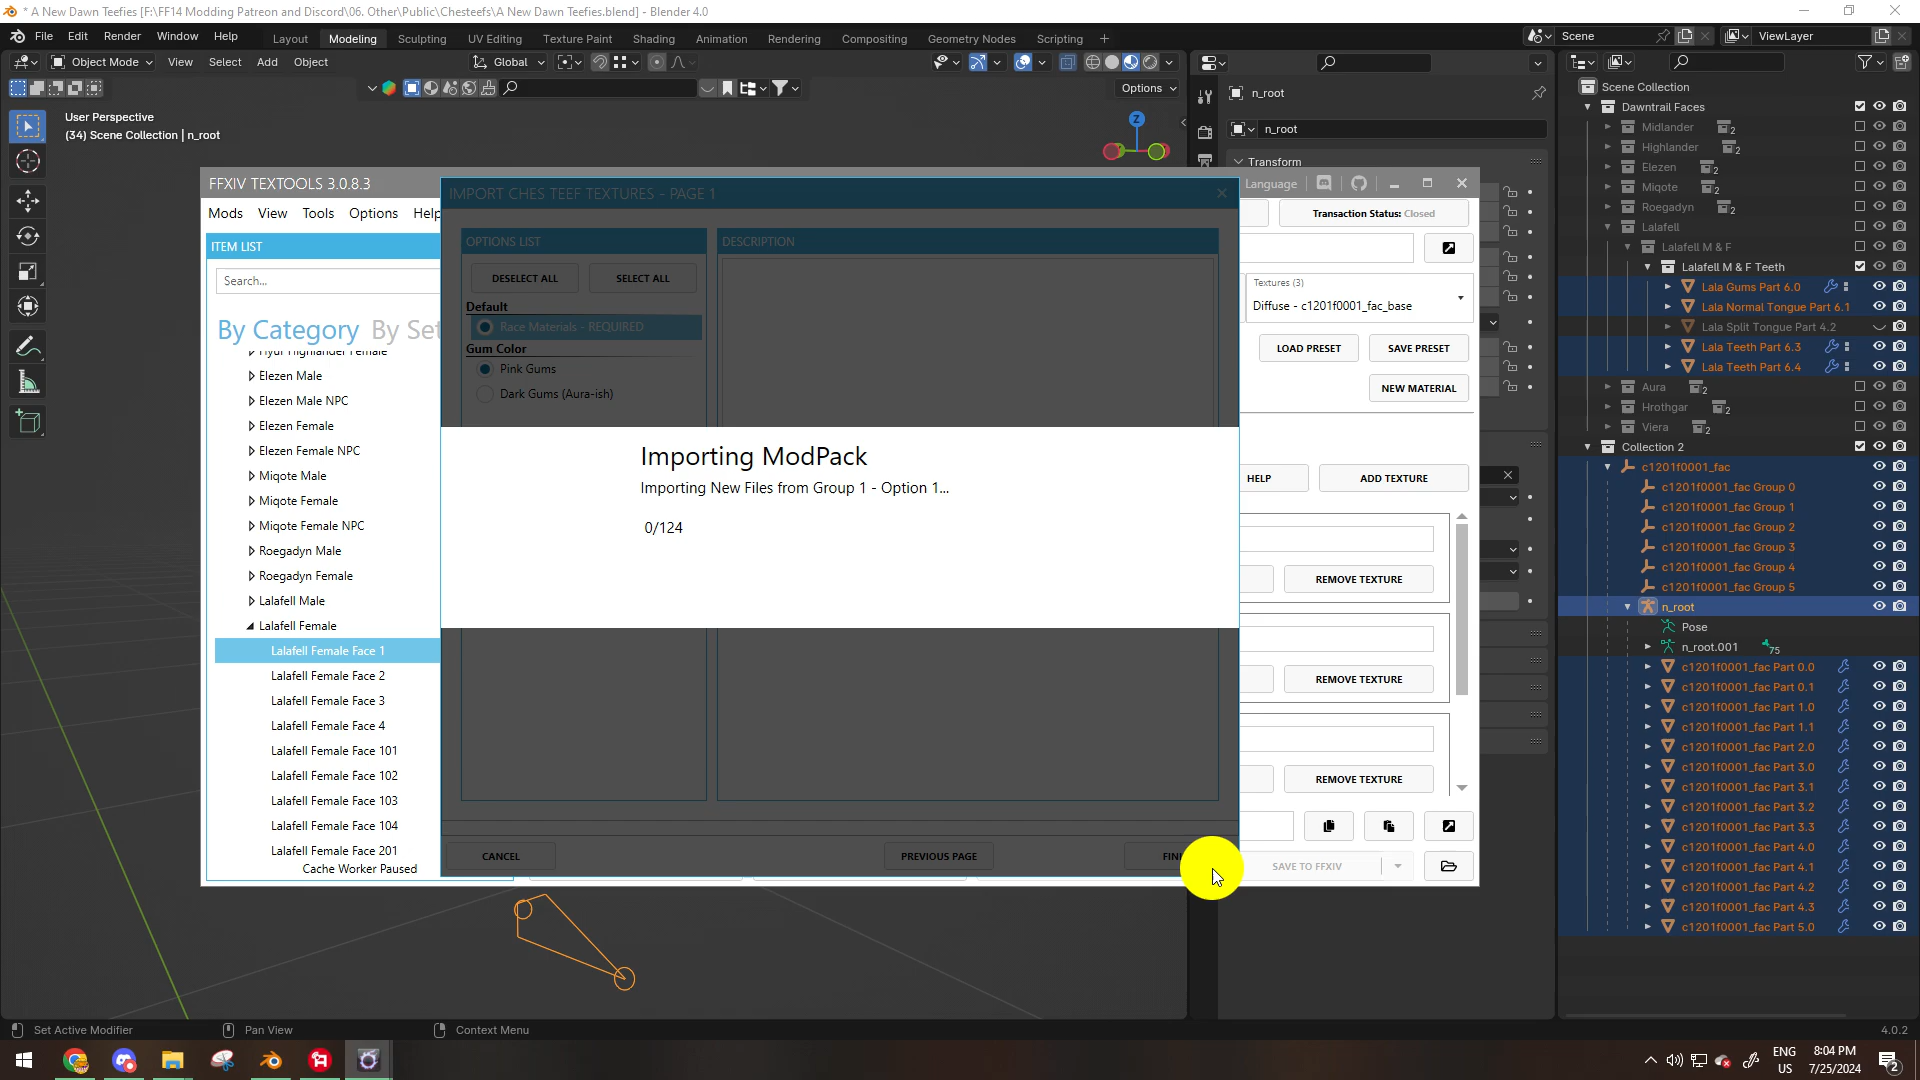 * A New Dawn Teefies [F:\FF14 Modding Patreon and Discord\06. Other\Public\Chesteefs\A New Dawn Teefies.blend] - Blender 4.0
File Edit Render Window Help
Layout Modeling Sculpting UV Editing Texture Paint Shading Animation Rendering Compositing Geometry Nodes Scripting +
Scene
ViewLayer
Object Mode View Select Add Object
Global
Options
User Perspective
(34) Scene Collection | n_root
Z
n_root
n_root
Transform
FFXIV TEXTOOLS 3.0.8.3
Language
Mods View Tools Options Help
ITEM LIST
Search...
By Category By Set
Hyur Highlander Female
Elezen Male
Elezen Male NPC
Elezen Female
Elezen Female NPC
Miqote Male
Miqote Female
Miqote Female NPC
Roegadyn Male
Roegadyn Female
Lalafell Male
Lalafell Female
Lalafell Female Face 1
Lalafell Female Face 2
Lalafell Female Face 3
Lalafell Female Face 4
Lalafell Female Face 101
Lalafell Female Face 102
Lalafell Female Face 103
Lalafell Female Face 104
Lalafell Female Face 201
Cache Worker Paused
IMPORT CHES TEEF TEXTURES - PAGE 1
OPTIONS LIST
DESCRIPTION
DESELECT ALL
SELECT ALL
Default
Race Materials - REQUIRED
Gum Color
Pink Gums
Dark Gums (Aura-ish)
Importing ModPack
Importing New Files from Group 1 - Option 1...
0/124
CANCEL
PREVIOUS PAGE
Transaction Status: Closed
Textures (3)
Diffuse - c1201f0001_fac_base
LOAD PRESET
SAVE PRESET
NEW MATERIAL
HELP
ADD TEXTURE
REMOVE TEXTURE
REMOVE TEXTURE
REMOVE TEXTURE
SAVE TO FFXIV
Scene Collection
Dawntrail Faces
Midlander 2
Highlander 2
Elezen 2
Miqote 2
Roegadyn 2
Lalafell
Lalafell M & F
Lalafell M & F Teeth
Lala Gums Part 6.0
Lala Normal Tongue Part 6.1
Lala Split Tongue Part 4.2
Lala Teeth Part 6.3
Lala Teeth Part 6.4
Aura 2
Hrothgar 2
Viera 2
Collection 2
c1201f0001_fac
c1201f0001_fac Group 0
c1201f0001_fac Group 1
c1201f0001_fac Group 2
c1201f0001_fac Group 3
c1201f0001_fac Group 4
c1201f0001_fac Group 5
n_root
Pose
n_root.001 75
c1201f0001_fac Part 0.0
c1201f0001_fac Part 0.1
c1201f0001_fac Part 1.0
c1201f0001_fac Part 1.1
c1201f0001_fac Part 2.0
c1201f0001_fac Part 3.0
c1201f0001_fac Part 3.1
c1201f0001_fac Part 3.2
c1201f0001_fac Part 3.3
c1201f0001_fac Part 4.0
c1201f0001_fac Part 4.1
c1201f0001_fac Part 4.2
c1201f0001_fac Part 4.3
c1201f0001_fac Part 5.0
Set Active Modifier
Pan View
Context Menu
4.0.2
ENG
US
8:04 PM
7/25/2024
2